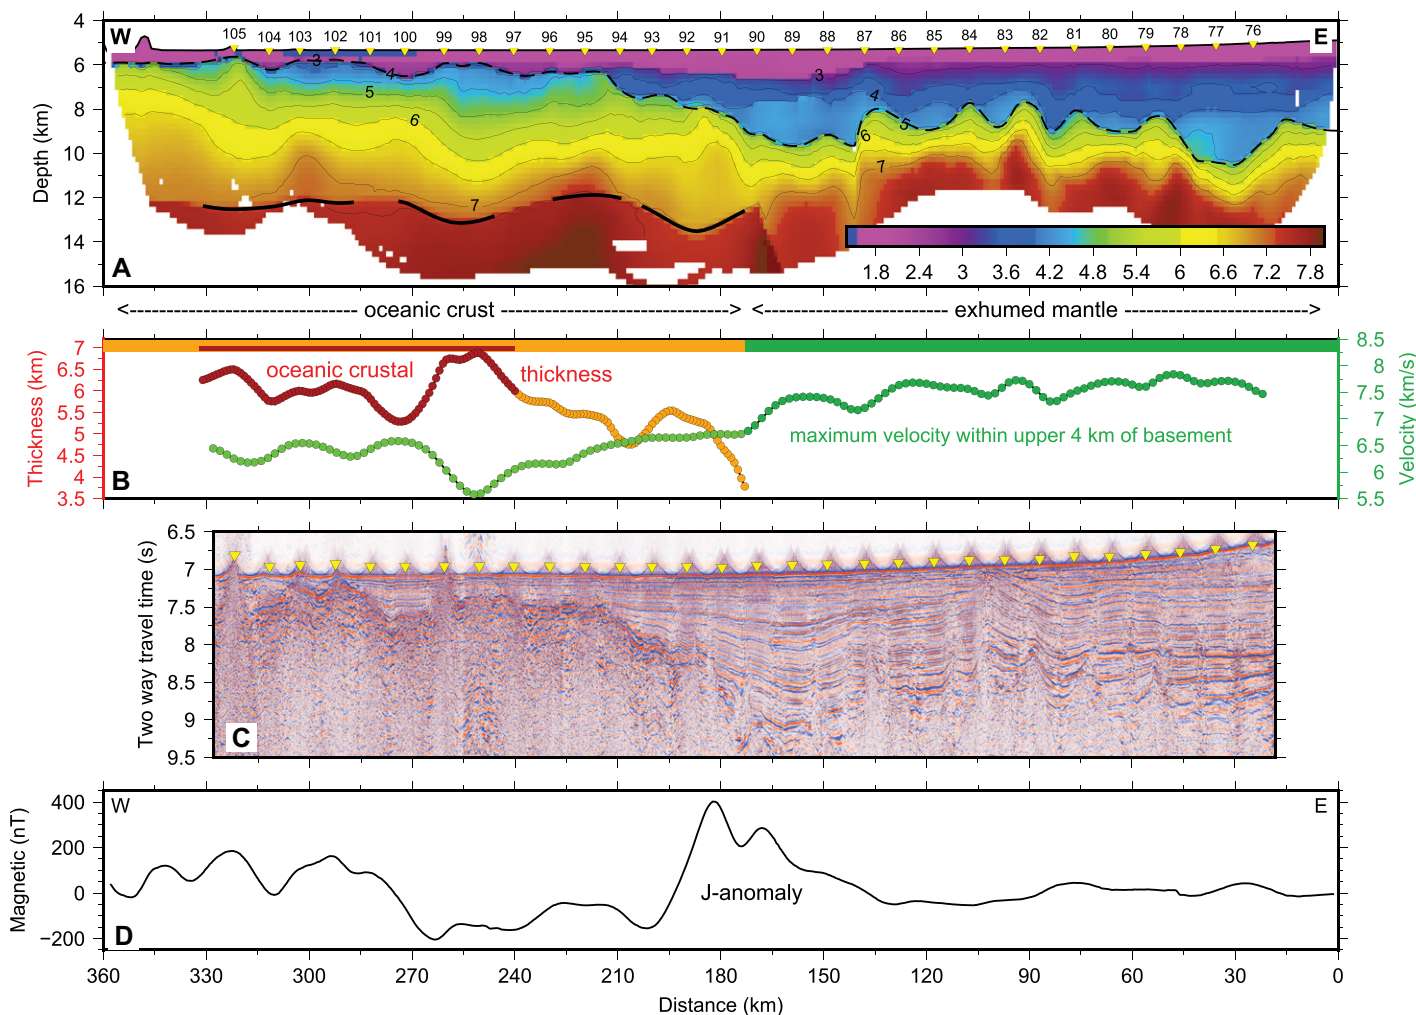 4
6
8
10
12
14
16
Depth (km)
W
E
105 104 103 102 101 100 99 98 97 96 95 94 93 92 91 90 89 88 87 86 85 84 83 82 81 80 79 78 77 76
3
4
5
6
7
3
4
5
6
7
1.8 2.4 3 3.6 4.2 4.8 5.4 6 6.6 7.2 7.8
A
<---------------------------- oceanic crust -----------------------------> <------------------------ exhumed mantle ------------------------>
7
6.5
6
5.5
5
4.5
4
3.5
Thickness (km)
oceanic crustal
thickness
maximum velocity within upper 4 km of basement
B
8.5
8
7.5
7
6.5
6
5.5
Velocity (km/s)
6.5
7
7.5
8
8.5
9
9.5
Two way travel time (s)
C
400
200
0
−200
Magnetic (nT)
W
E
J-anomaly
D
360 330 300 270 240 210 180 150 120 90 60 30 0
Distance (km)